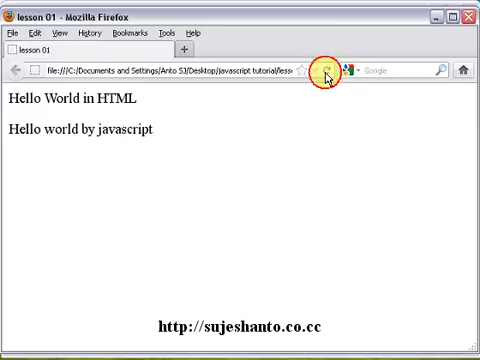 lesson 01 - Mozilla Firefox
File Edit View History Bookmarks Tools Help
lesson 01
file:///C:/Documents and Settings/Anto SJ/Desktop/javascript tutorial/less Google
Hello World in HTML
Hello world by javascript
http://sujeshanto.co.cc